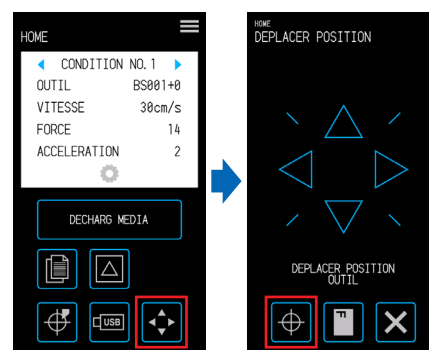 HOME
CONDITION NO.1
OUTIL BS001+0
VITESSE 30cm/s
FORCE 14
ACCELERATION 2
DECHARG MEDIA
USB
HOME
DEPLACER POSITION
DEPLACER POSITION
OUTIL
F